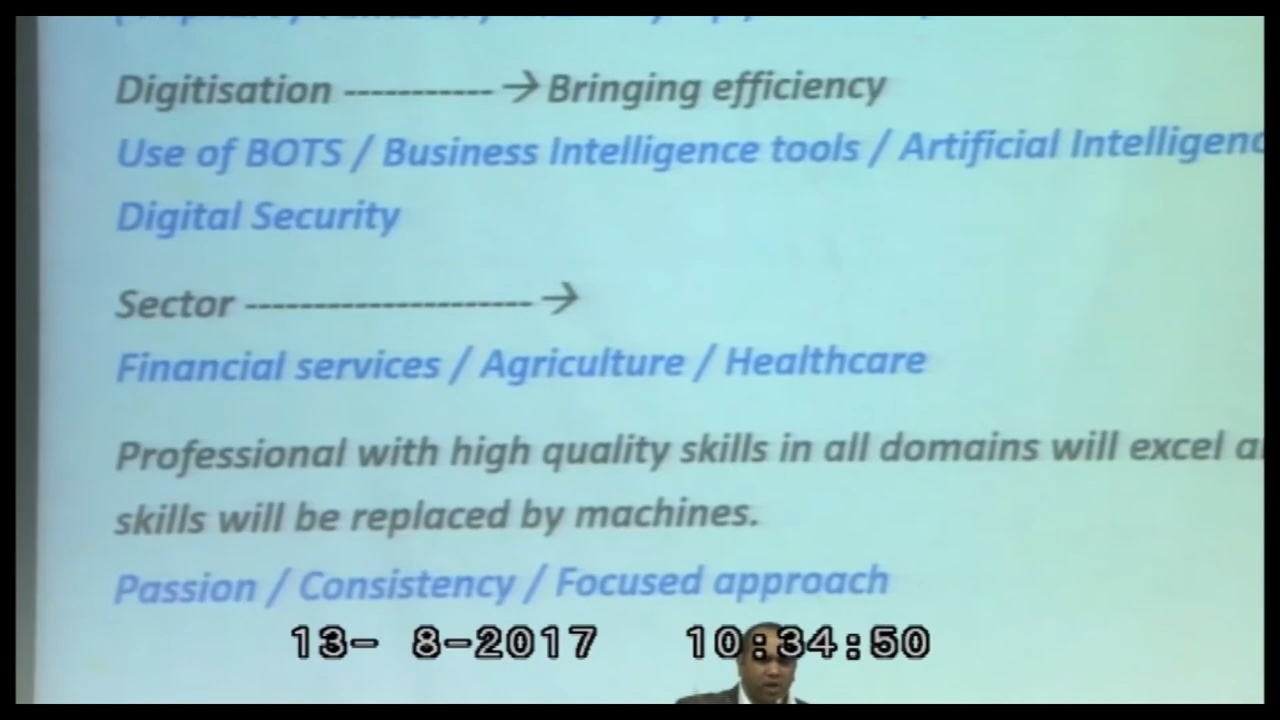 Digitisation -----------→ Bringing efficiency
Use of BOTS / Business Intelligence tools / Artificial Intelligenc
Digital Security
Sector ---------------------→
Financial services / Agriculture / Healthcare
Professional with high quality skills in all domains will excel a
skills will be replaced by machines.
Passion / Consistency / Focused approach
13- 8-2017 10:34:50